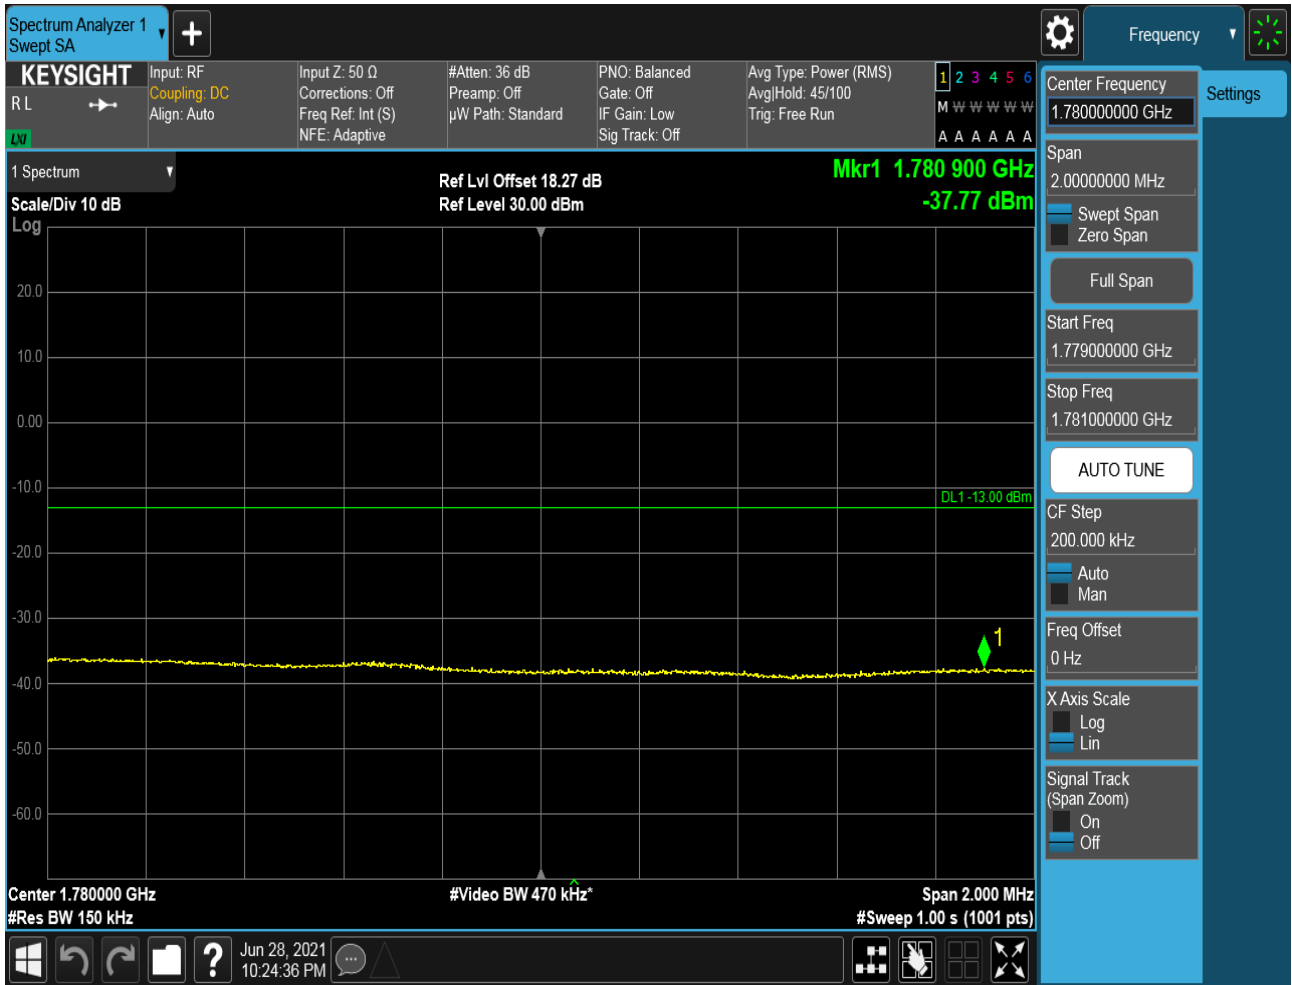 Spectrum Analyzer 1
Swept SA
Frequency
KEYSIGHT
R L
LXI
Input: RF
Coupling: DC
Align: Auto
Input Z: 50 Ω
Corrections: Off
Freq Ref: Int (S)
NFE: Adaptive
#Atten: 36 dB
Preamp: Off
µW Path: Standard
PNO: Balanced
Gate: Off
IF Gain: Low
Sig Track: Off
Avg Type: Power (RMS)
Avg|Hold: 45/100
Trig: Free Run
1 2 3 4 5 6
M W W W W W
A A A A A A
1 Spectrum
Scale/Div 10 dB
Log
Ref Lvl Offset 18.27 dB
Ref Level 30.00 dBm
Mkr1 1.780 900 GHz
-37.77 dBm
20.0
10.0
0.00
-10.0
DL1 -13.00 dBm
-20.0
-30.0
1
-40.0
-50.0
-60.0
Center 1.780000 GHz
#Video BW 470 kHz*
Span 2.000 MHz
#Res BW 150 kHz
#Sweep 1.00 s (1001 pts)
Jun 28, 2021
10:24:36 PM
Center Frequency
1.780000000 GHz
Settings
Span
2.00000000 MHz
Swept Span
Zero Span
Full Span
Start Freq
1.779000000 GHz
Stop Freq
1.781000000 GHz
AUTO TUNE
CF Step
200.000 kHz
Auto
Man
Freq Offset
0 Hz
X Axis Scale
Log
Lin
Signal Track
(Span Zoom)
On
Off